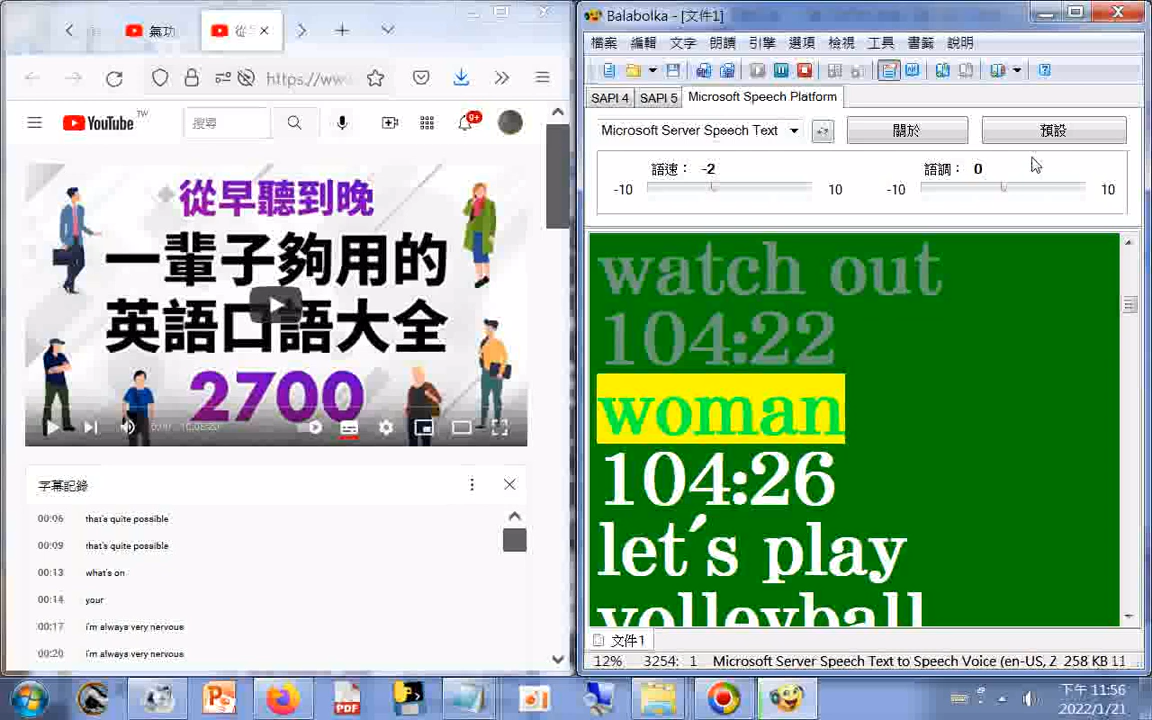 氣功
從
https://www
YouTube TW
搜尋
9+
從早聽到晚
一輩子夠用的
英語口語大全
2700
字幕記錄
00:06 that's quite possible
00:09 that's quite possible
00:13 what's on
00:14 your
00:17 i'm always very nervous
00:20 i'm always very nervous
Balabolka - [文件1]
檔案 編輯 文字 朗讀 引擎 選項 檢視 工具 書籤 說明
SAPI 4 SAPI 5 Microsoft Speech Platform
Microsoft Server Speech Text 關於 預設
語速： -2 語調： 0
-10 10 -10 10
watch out
104:22
woman
104:26
let's play
volleyball
文件1
12% 3254: 1 Microsoft Server Speech Text to Speech Voice (en-US, 2 258 KB 11
PDF
下午 11:56
2022/1/21